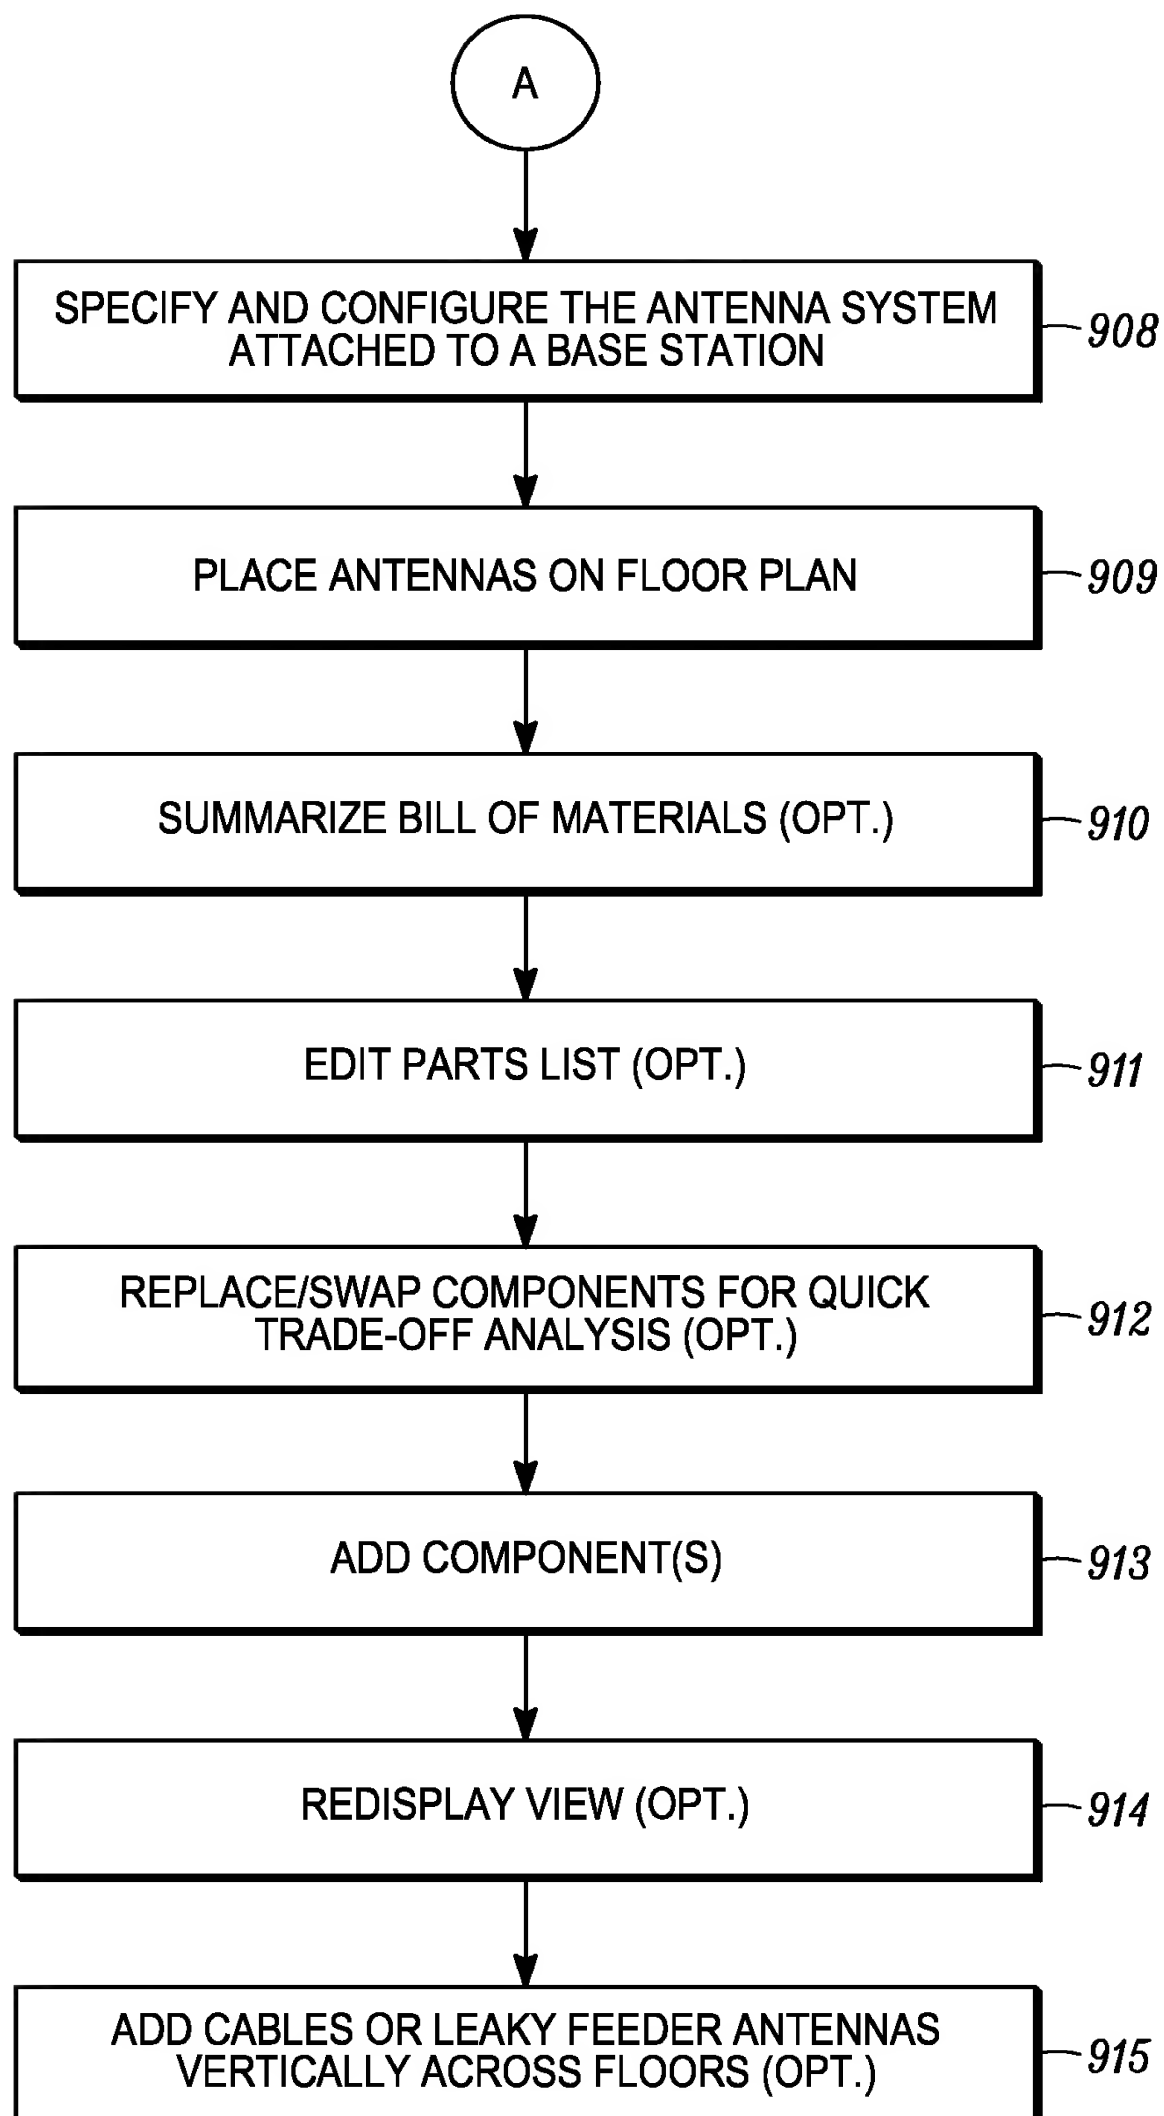 A
SPECIFY AND CONFIGURE THE ANTENNA SYSTEM
ATTACHED TO A BASE STATION
908
PLACE ANTENNAS ON FLOOR PLAN
909
SUMMARIZE BILL OF MATERIALS (OPT.)
910
EDIT PARTS LIST (OPT.)
911
REPLACE/SWAP COMPONENTS FOR QUICK
TRADE-OFF ANALYSIS (OPT.)
912
ADD COMPONENT(S)
913
REDISPLAY VIEW (OPT.)
914
ADD CABLES OR LEAKY FEEDER ANTENNAS
VERTICALLY ACROSS FLOORS (OPT.)
915